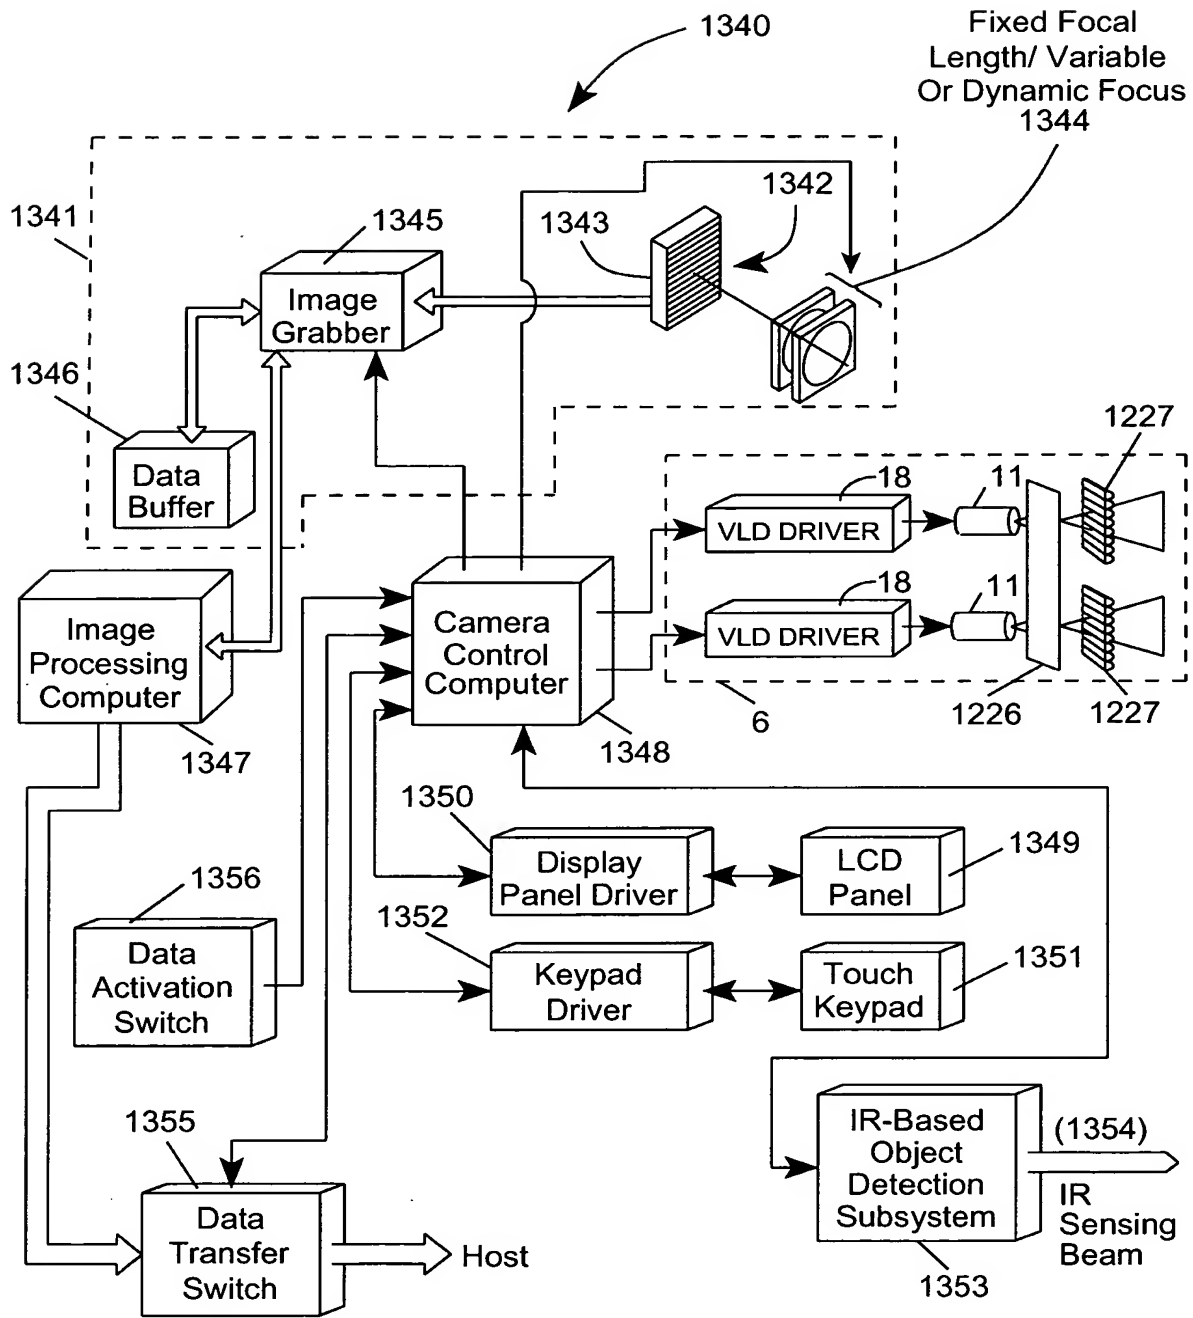 1340
Fixed Focal
Length/ Variable
Or Dynamic Focus
1344
1341
1345
1343
1342
Image
Grabber
1346
Data
Buffer
1227
18
11
VLD DRIVER
18
11
VLD DRIVER
Image
Processing
Computer
Camera
Control
Computer
1347
1348
6
1226
1227
1350
Display
Panel Driver
LCD
Panel
1349
1356
Data
Activation
Switch
1352
Keypad
Driver
Touch
Keypad
1351
1355
Data
Transfer
Switch
Host
IR-Based
Object
Detection
Subsystem
(1354)
IR
Sensing
Beam
1353